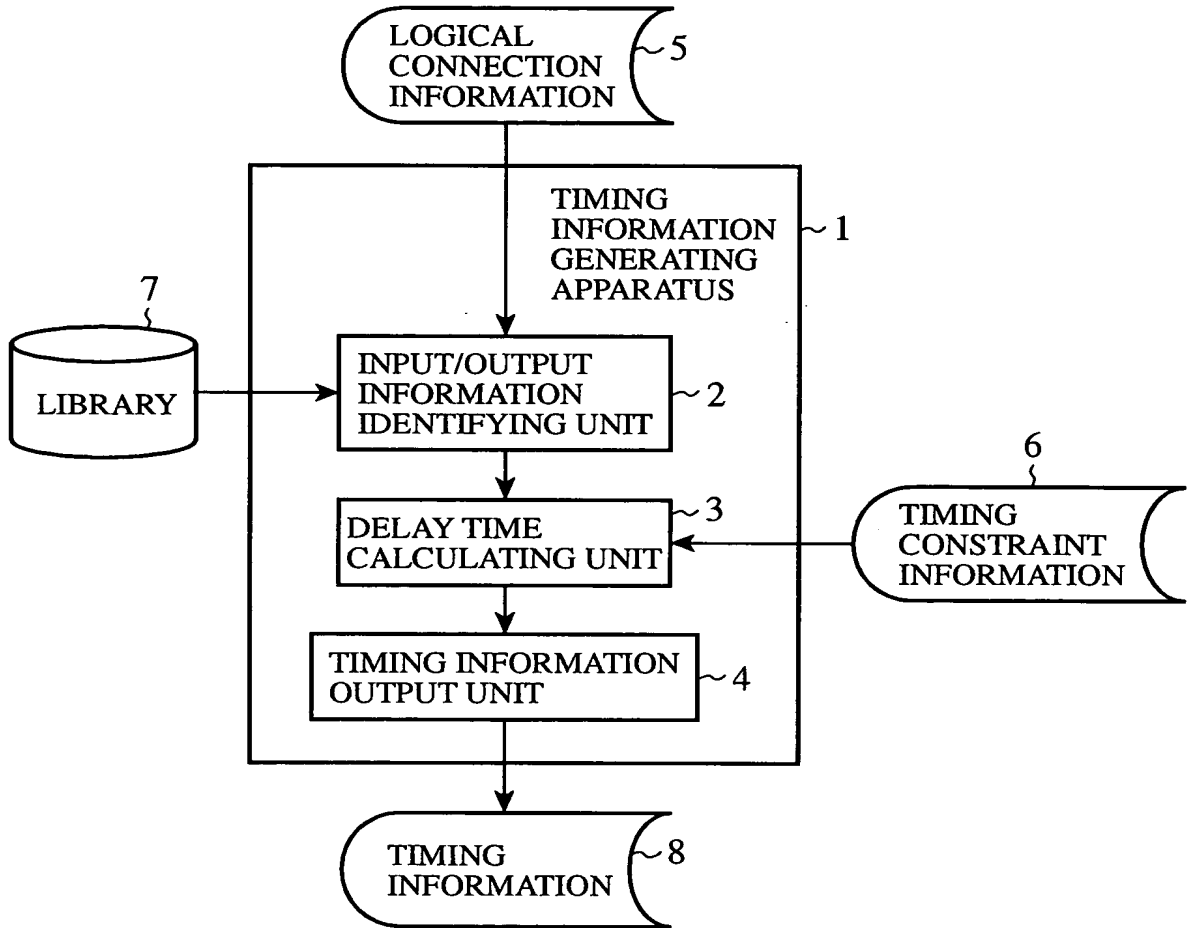 LOGICAL
CONNECTION
INFORMATION
5
TIMING
INFORMATION
GENERATING
APPARATUS
1
7
LIBRARY
INPUT/OUTPUT
INFORMATION
IDENTIFYING UNIT
2
DELAY TIME
CALCULATING UNIT
3
6
TIMING
CONSTRAINT
INFORMATION
TIMING INFORMATION
OUTPUT UNIT
4
TIMING
INFORMATION
8